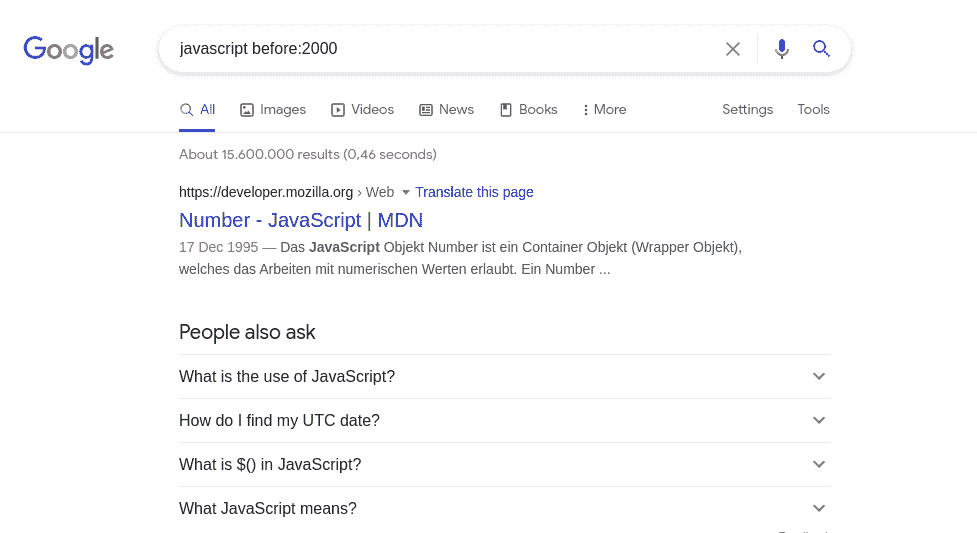 Google
javascript before:2000
All Images Videos News Books More Settings Tools
About 15.600.000 results (0,46 seconds)
https://developer.mozilla.org › Web Translate this page
Number - JavaScript | MDN
17 Dec 1995 — Das JavaScript Objekt Number ist ein Container Objekt (Wrapper Objekt),
welches das Arbeiten mit numerischen Werten erlaubt. Ein Number ...
People also ask
What is the use of JavaScript?
How do I find my UTC date?
What is $() in JavaScript?
What JavaScript means?